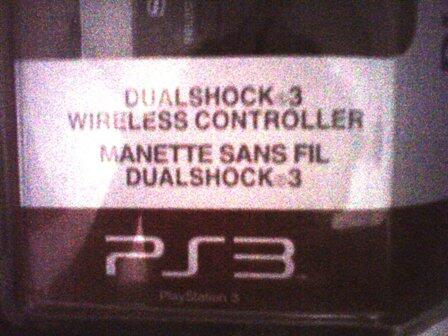 DUALSHOCK®3
WIRELESS CONTROLLER
MANETTE SANS FIL
DUALSHOCK®3
PS3
PlayStation 3